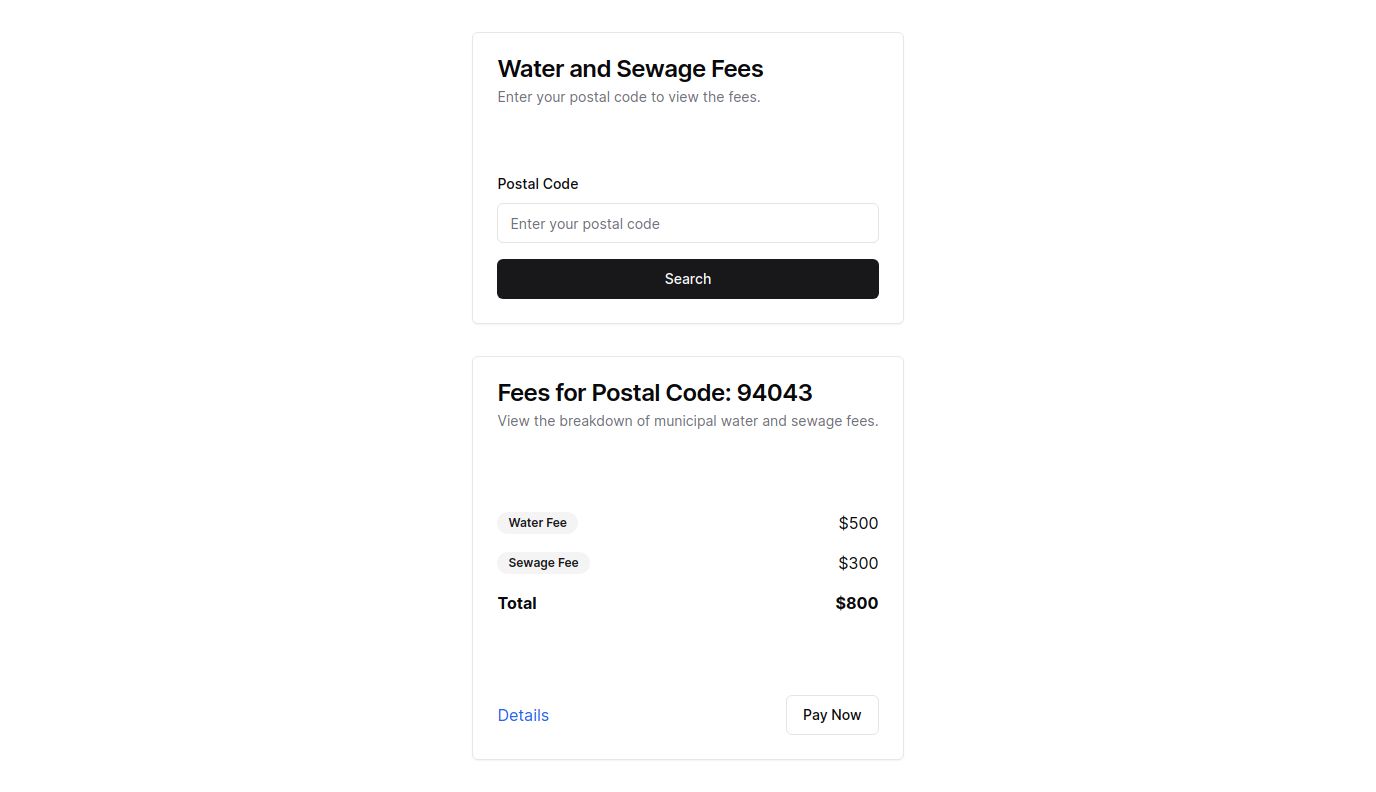 Water and Sewage Fees
Enter your postal code to view the fees.
Postal Code
Enter your postal code
Search
Fees for Postal Code: 94043
View the breakdown of municipal water and sewage fees.
Water Fee $500
Sewage Fee $300
Total $800
Details Pay Now